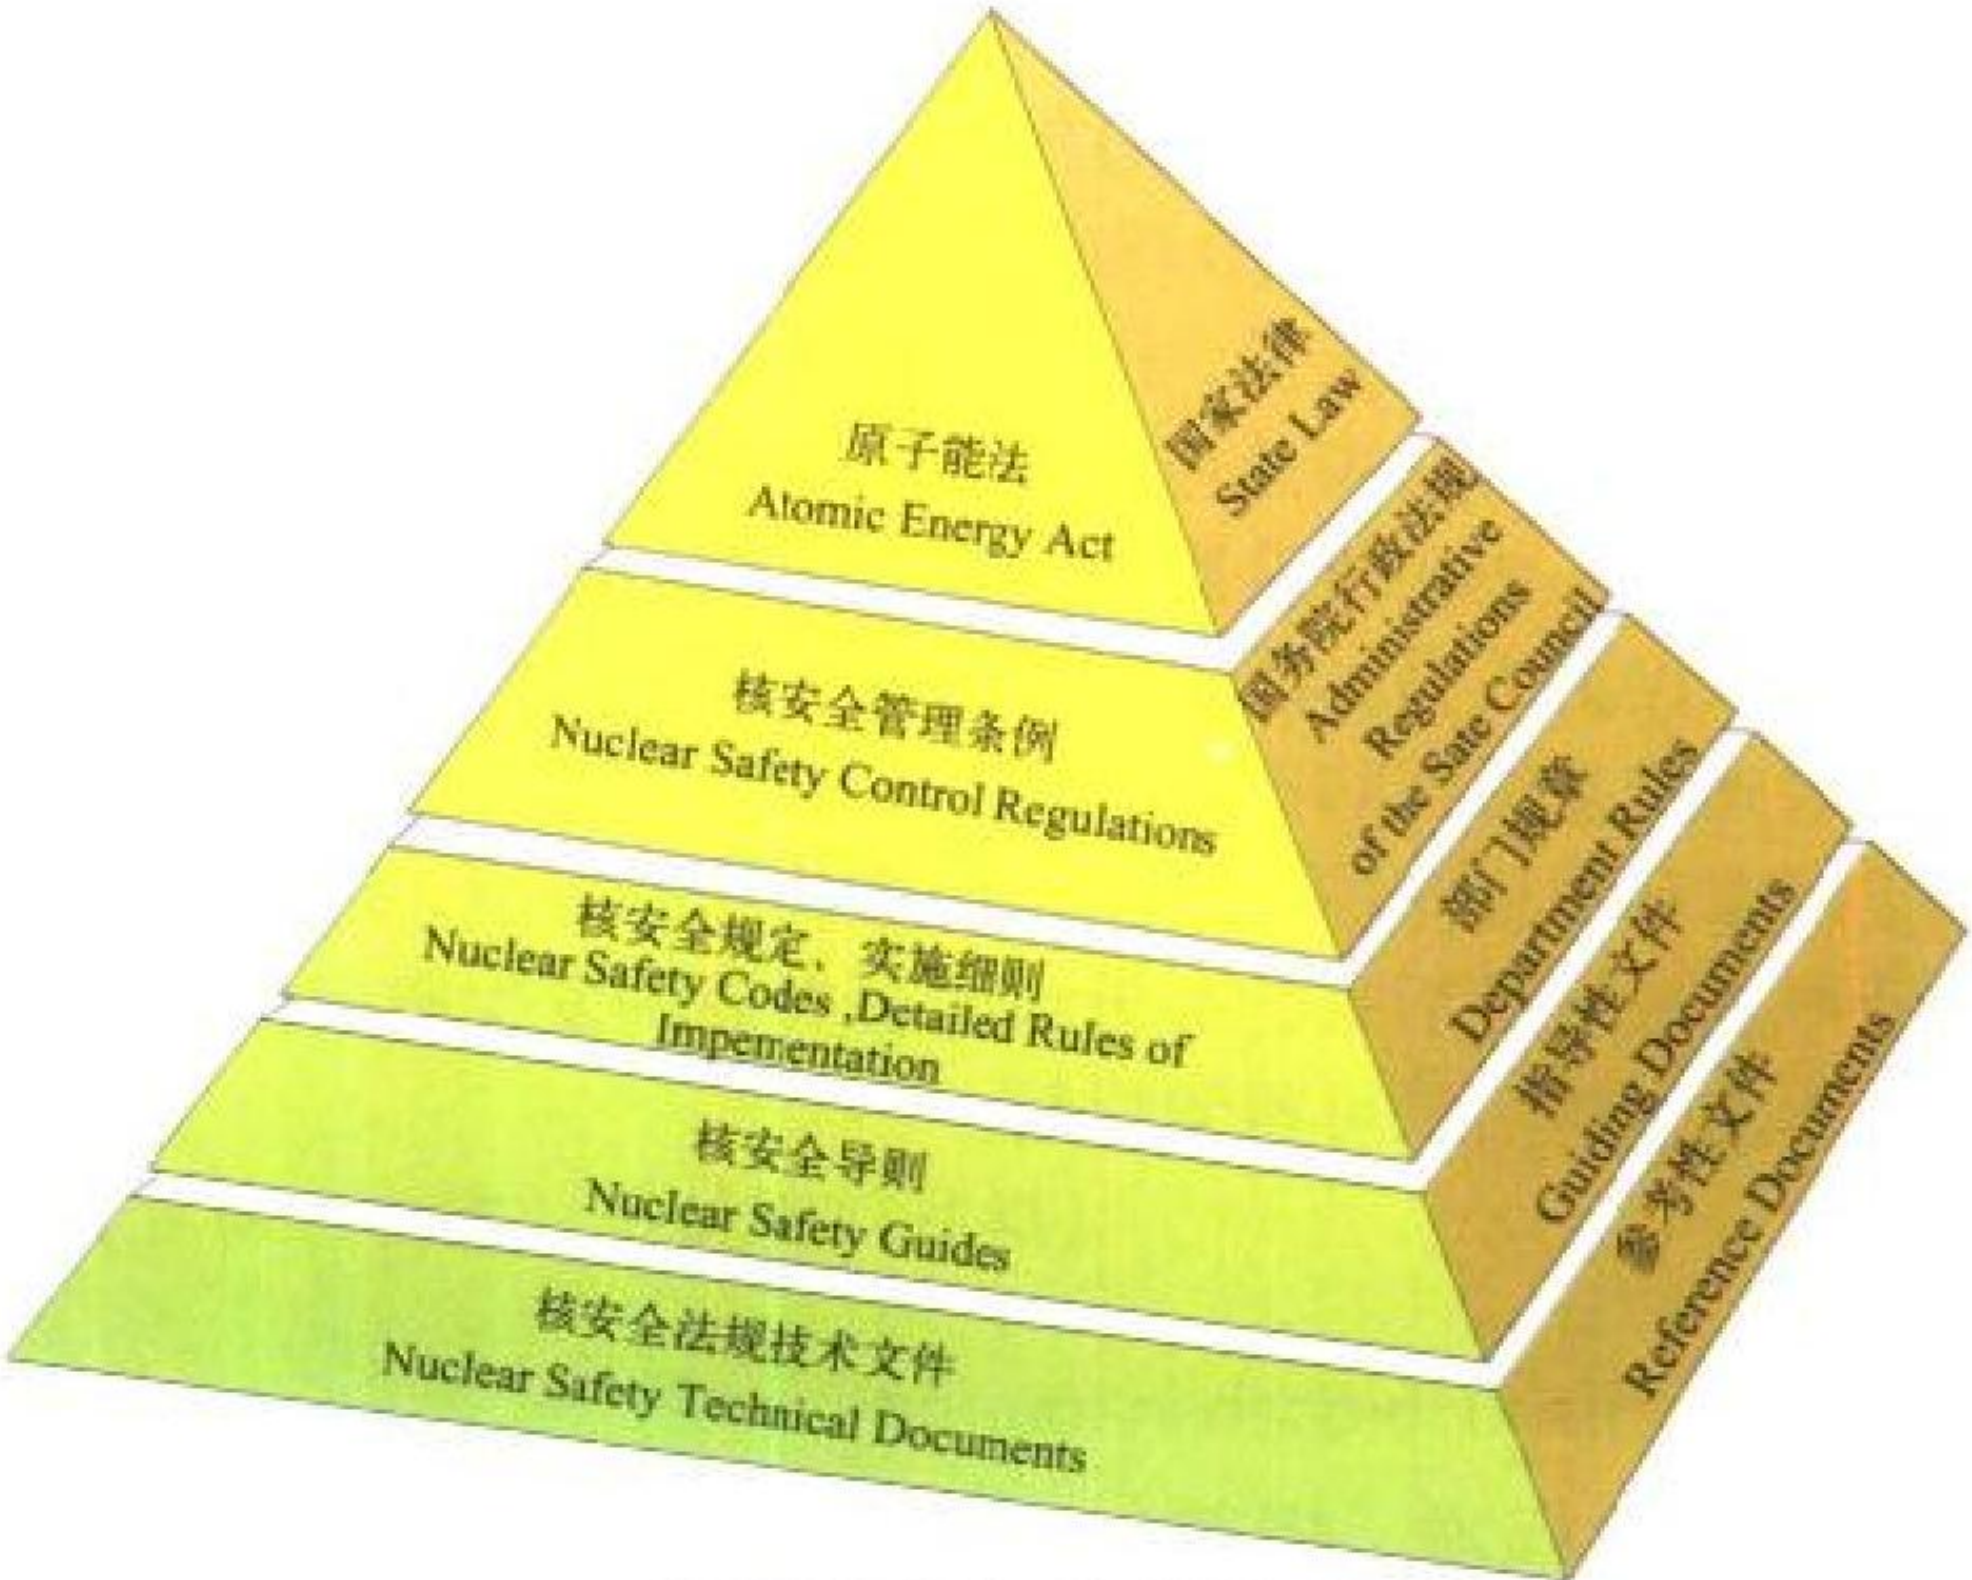 原子能法
Atomic Energy Act
国家法律
State Law
核安全管理条例
Nuclear Safety Control Regulations
国务院行政法规
Administrative
Regulations
of the Sate Council
核安全规定、实施细则
Nuclear Safety Codes ,Detailed Rules of
Impementation
部门规章
Department Rules
核安全导则
Nuclear Safety Guides
指导性文件
Guiding Documents
核安全法规技术文件
Nuclear Safety Technical Documents
参考性文件
Reference Documents